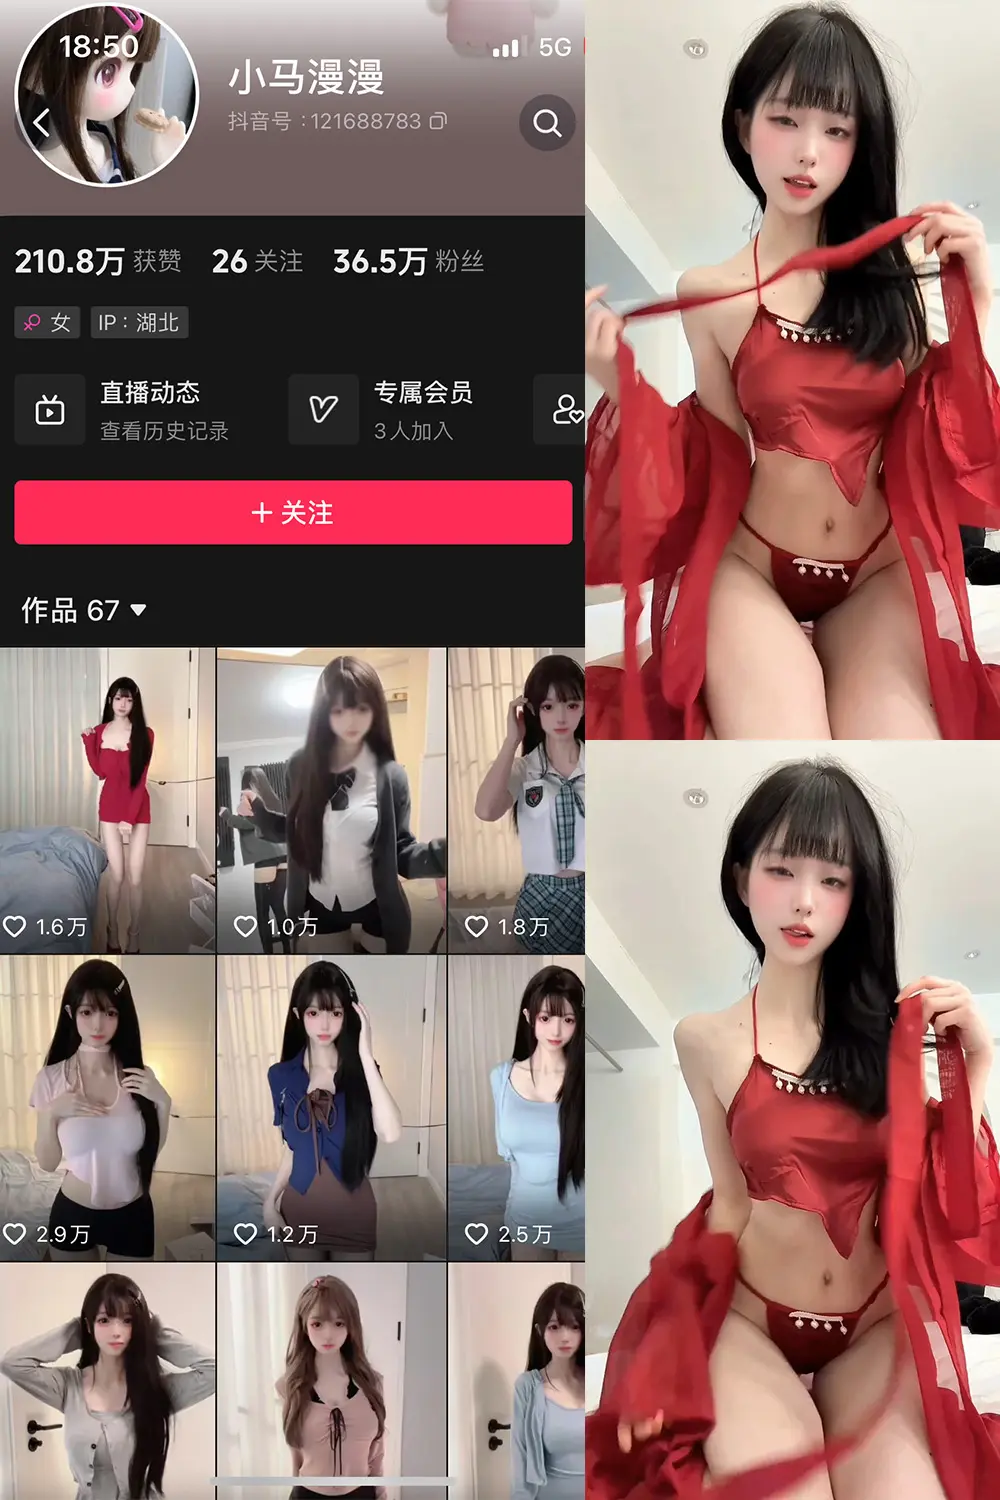 18:50
5G
小马漫漫
抖音号：121688783
210.8万 获赞 26 关注 36.5万 粉丝
女 IP：湖北
直播动态 专属会员
查看历史记录 3人加入
+ 关注
作品 67
1.6万 1.0万 1.8万
2.9万 1.2万 2.5万